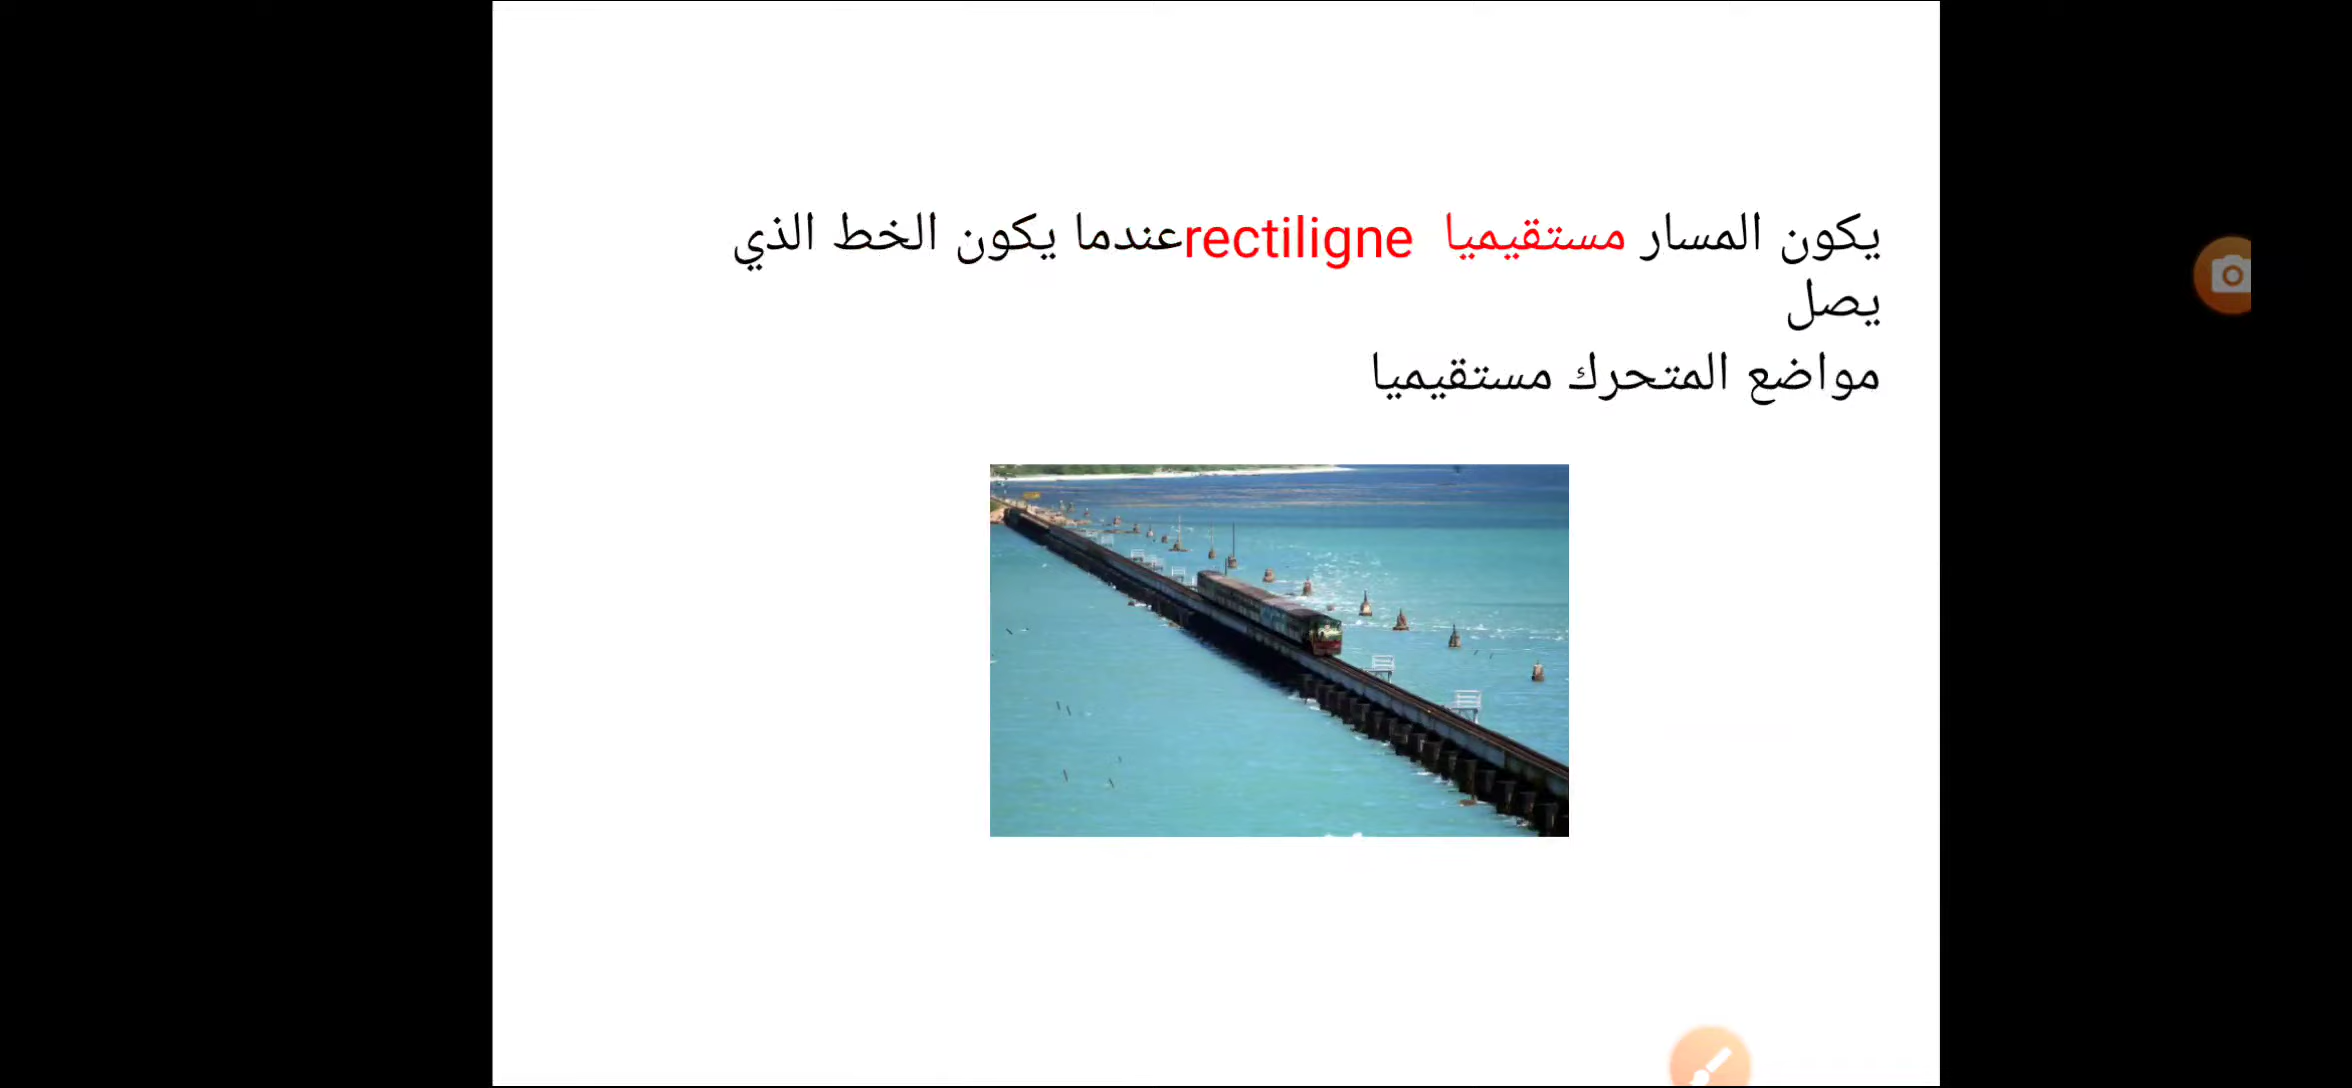 يكون المسار مستقيميا rectiligne عندما يكون الخط الذي
يصل
مواضع المتحرك مستقيميا